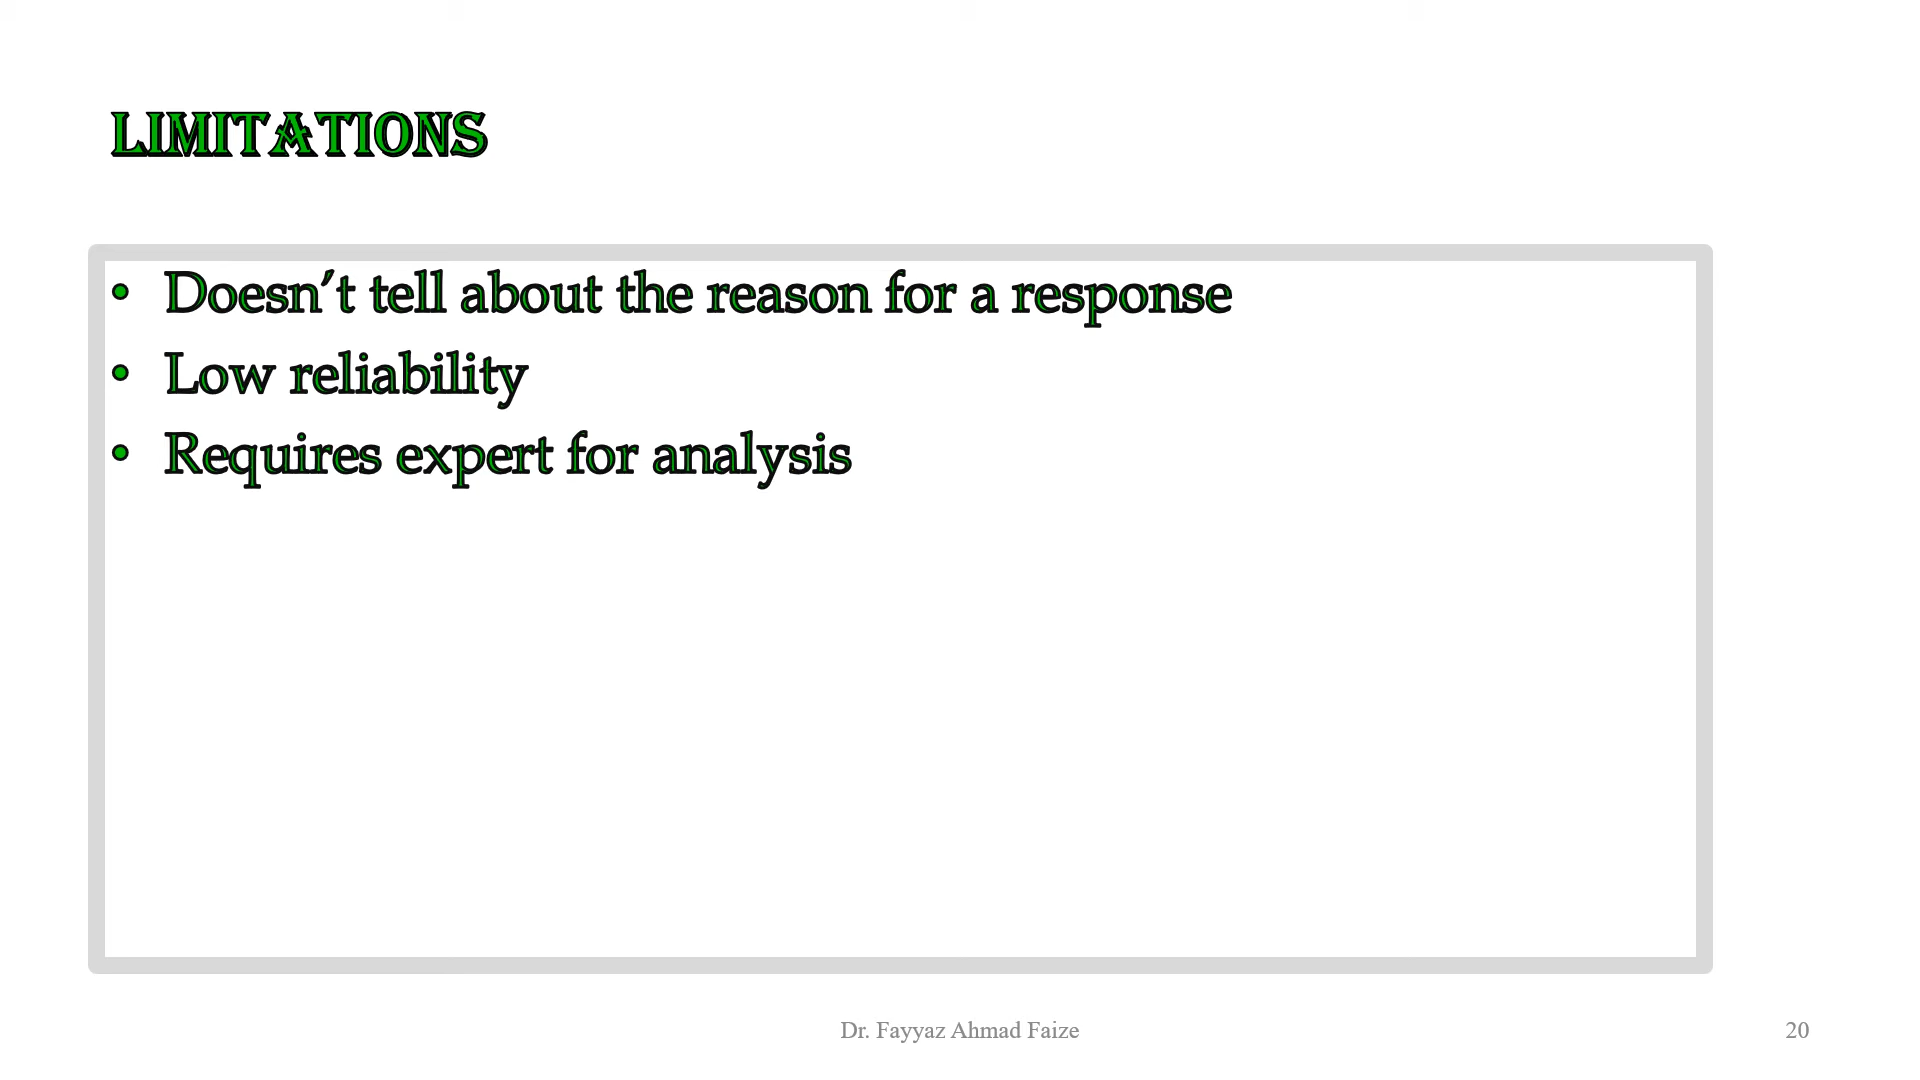 LIMITATIONS
• Doesn’t tell about the reason for a response
• Low reliability
• Requires expert for analysis
Dr. Fayyaz Ahmad Faize
20